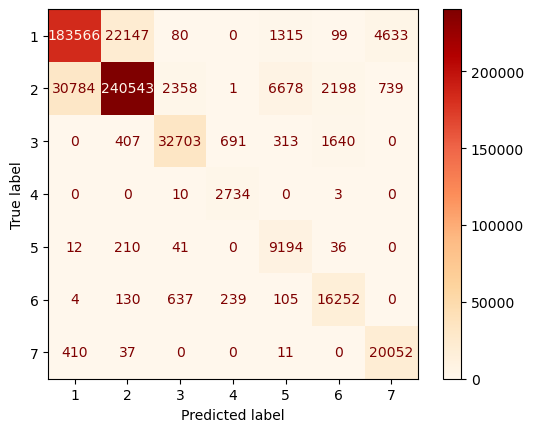 1 183566 22147 80 0 1315 99 4633
2 30784 240543 2358 1 6678 2198 739
3 0 407 32703 691 313 1640 0
4 0 0 10 2734 0 3 0
5 12 210 41 0 9194 36 0
6 4 130 637 239 105 16252 0
7 410 37 0 0 11 0 20052
1 2 3 4 5 6 7
Predicted label
True label
200000
150000
100000
50000
0